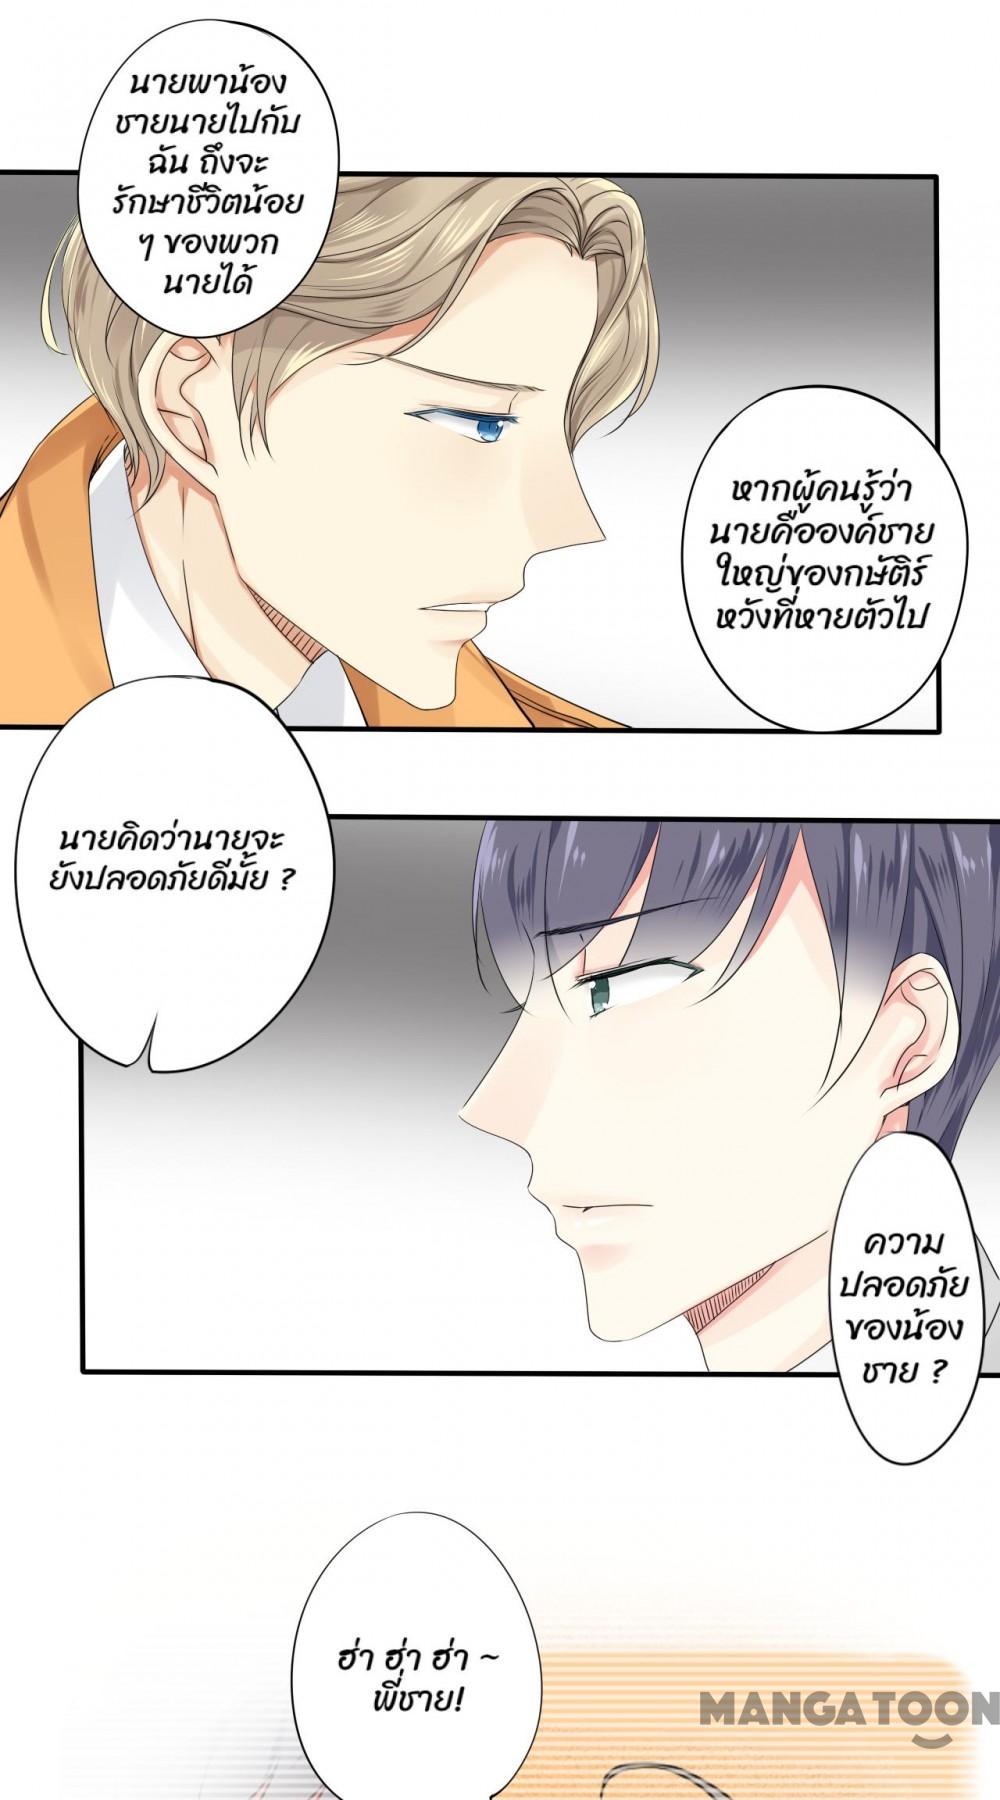 นายพาน้อง
ชายนายไปกับ
ฉัน ถึงจะ
รักษาชีวิตน้อย
ๆ ของพวก
นายได้
หากผู้คนรู้ว่า
นายคือองค์ชาย
ใหญ่ของกษัติร์
หวังที่หายตัวไป
นายคิดว่านายจะ
ยังปลอดภัยดีมั้ย ?
ความ
ปลอดภัย
ของน้อง
ชาย ?
ฮ่า ฮ่า ฮ่า ~
พี่ชาย!
MANGATOON